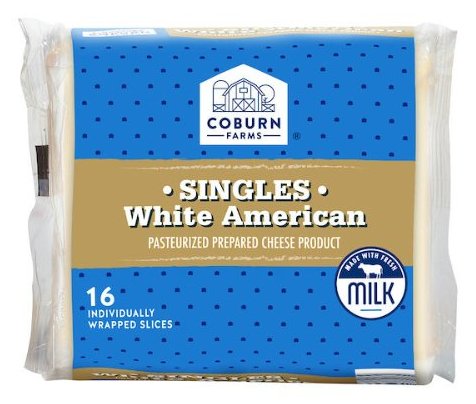 COBURN
FARMS®
• SINGLES •
White American
PASTEURIZED PREPARED CHEESE PRODUCT
MADE WITH FRESH
MILK
16
INDIVIDUALLY
WRAPPED SLICES